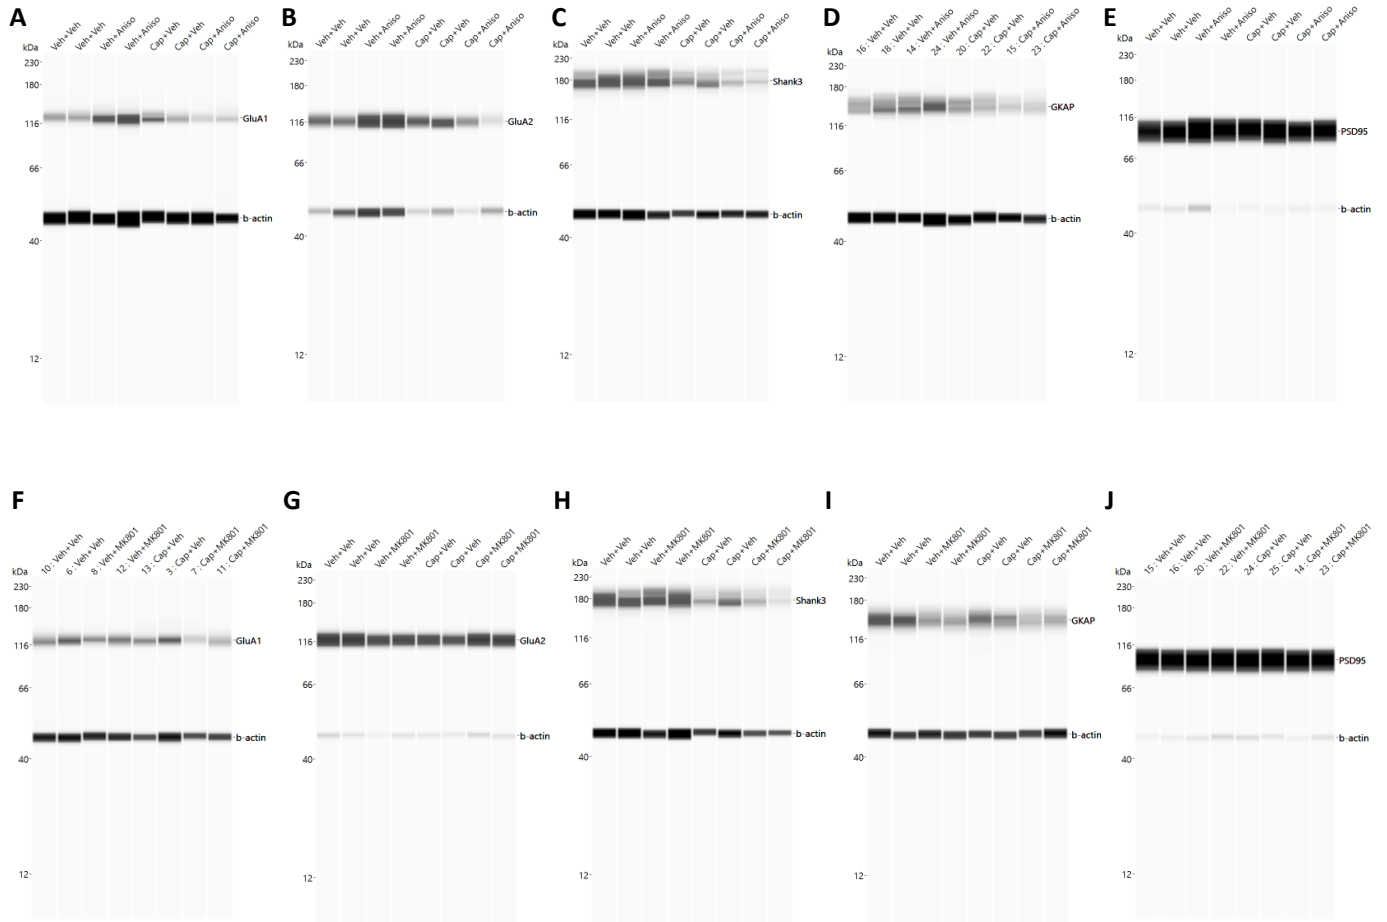 A
Veh+Veh
Veh+Veh
Veh+Aniso
Veh+Aniso
Cap+Veh
Cap+Veh
Cap+Aniso
Cap+Aniso
kDa
230
180
116
66
40
12
GluA1
b-actin
B
Veh+Veh
Veh+Veh
Veh+Aniso
Veh+Aniso
Cap+Veh
Cap+Veh
Cap+Aniso
Cap+Aniso
kDa
230
180
116
66
40
12
GluA2
b-actin
C
Veh+Veh
Veh+Veh
Veh+Aniso
Veh+Aniso
Cap+Veh
Cap+Veh
Cap+Aniso
Cap+Aniso
kDa
230
180
116
66
40
12
Shank3
b-actin
D
16 : Veh+Veh
18 : Veh+Veh
14 : Veh+Aniso
24 : Veh+Aniso
20 : Cap+Veh
22 : Cap+Veh
15 : Cap+Aniso
23 : Cap+Aniso
kDa
230
180
116
66
40
12
GKAP
b-actin
E
Veh+Veh
Veh+Veh
Veh+Aniso
Veh+Aniso
Cap+Veh
Cap+Veh
Cap+Aniso
Cap+Aniso
kDa
230
180
116
66
40
12
PSD95
b-actin
F
10 : Veh+Veh
6 : Veh+Veh
8 : Veh+MK801
12 : Veh+MK801
13 : Cap+Veh
3 : Cap+Veh
7 : Cap+MK801
11 : Cap+MK801
kDa
230
180
116
66
40
12
GluA1
b-actin
G
Veh+Veh
Veh+Veh
Veh+MK801
Veh+MK801
Cap+Veh
Cap+Veh
Cap+MK801
Cap+MK801
kDa
230
180
116
66
40
12
GluA2
b-actin
H
Veh+Veh
Veh+Veh
Veh+MK801
Veh+MK801
Cap+Veh
Cap+Veh
Cap+MK801
Cap+MK801
kDa
230
180
116
66
40
12
Shank3
b-actin
I
Veh+Veh
Veh+Veh
Veh+MK801
Veh+MK801
Cap+Veh
Cap+Veh
Cap+MK801
Cap+MK801
kDa
230
180
116
66
40
12
GKAP
b-actin
J
15 : Veh+Veh
16 : Veh+Veh
20 : Veh+MK801
22 : Veh+MK801
24 : Cap+Veh
25 : Cap+Veh
14 : Cap+MK801
23 : Cap+MK801
kDa
230
180
116
66
40
12
PSD95
b-actin